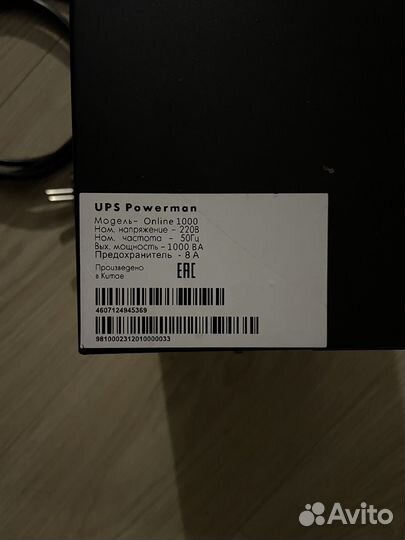 UPS Powerman
Модель- Online 1000
Ном. напряжение - 220В
Ном. частота - 50Гц
Вых. мощность - 1000 ВА
Предохранитель - 8 А
Произведено
в Китае
EAC
4607124945369
9810002312010000033
Avito